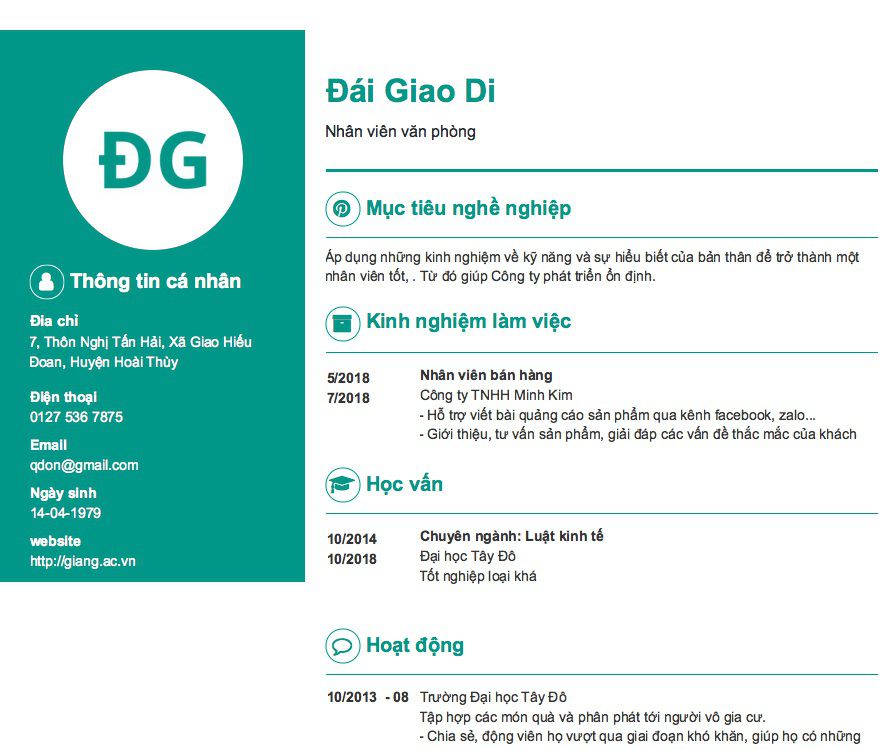 ĐG
Thông tin cá nhân
Địa chỉ
7, Thôn Nghị Tấn Hải, Xã Giao Hiếu
Đoan, Huyện Hoài Thủy
Điện thoại
0127 536 7875
Email
qdon@gmail.com
Ngày sinh
14-04-1979
website
http://giang.ac.vn
Đái Giao Di
Nhân viên văn phòng
Mục tiêu nghề nghiệp
Áp dụng những kinh nghiệm về kỹ năng và sự hiểu biết của bản thân để trở thành một
nhân viên tốt, . Từ đó giúp Công ty phát triển ổn định.
Kinh nghiệm làm việc
5/2018
7/2018
Nhân viên bán hàng
Công ty TNHH Minh Kim
- Hỗ trợ viết bài quảng cáo sản phẩm qua kênh facebook, zalo...
- Giới thiệu, tư vấn sản phẩm, giải đáp các vấn đề thắc mắc của khách
Học vấn
10/2014
10/2018
Chuyên ngành: Luật kinh tế
Đại học Tây Đô
Tốt nghiệp loại khá
Hoạt động
10/2013 - 08
Trường Đại học Tây Đô
Tập hợp các món quà và phân phát tới người vô gia cư.
- Chia sẻ, động viên họ vượt qua giai đoạn khó khăn, giúp họ có những